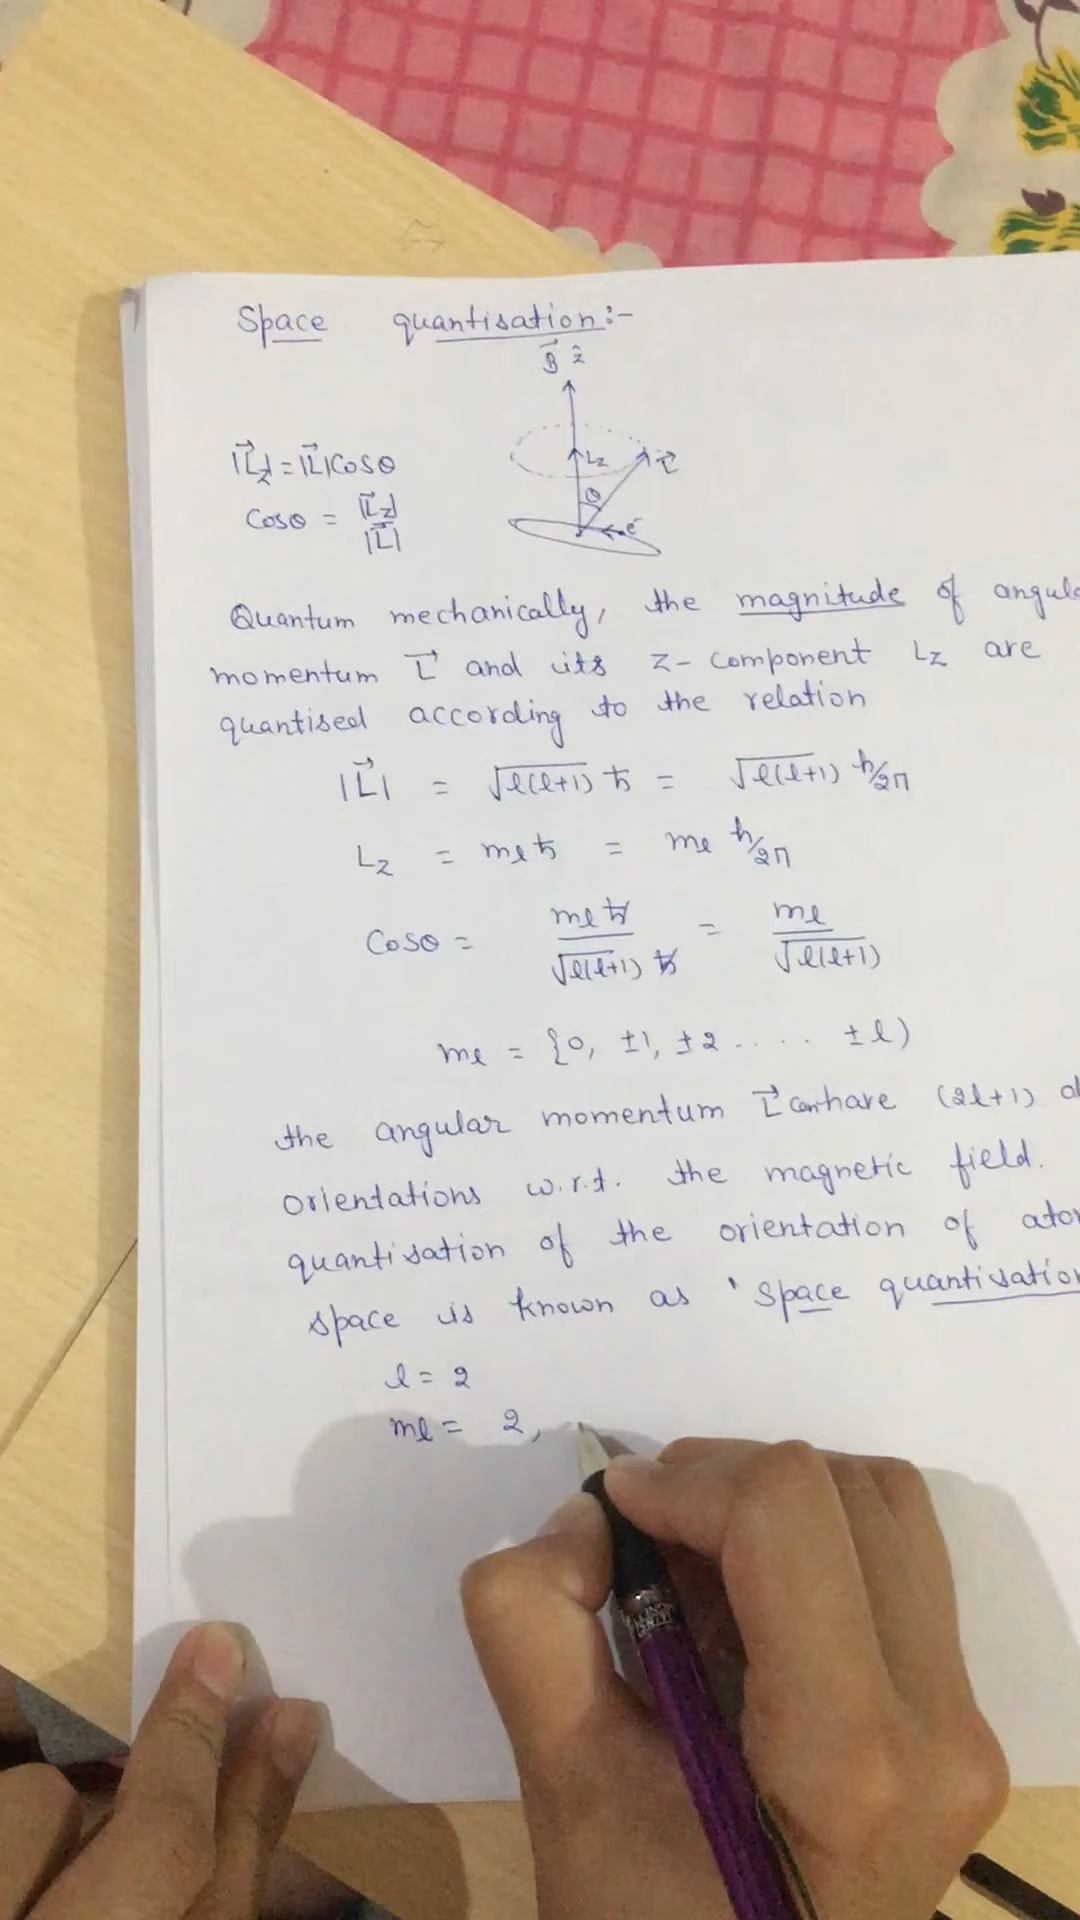 Space quantisation:-
B⃗ ẑ
|L⃗z| = |L⃗|cosθ
Lz
L⃗
θ
e⁻
Cosθ = |L⃗z| / |L⃗|
Quantum mechanically, the magnitude of
momentum L⃗ and its z-component Lz are
quantised according to the relation
|L⃗| = √l(l+1) ħ = √l(l+1) h/2π
Lz = ml ħ = ml h/2π
Cosθ = ml ħ / √l(l+1) ħ = ml / √l(l+1)
ml = {0, ±1, ±2 ..... ±l)
the angular momentum L⃗ can have (2l+1)
orientations w.r.t. the magnetic field.
quantisation of the orientation of
space is known as 'Space quantisation
l = 2
ml = 2,